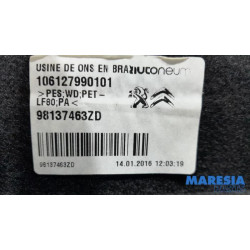 USINE DE ONS EN BRAY
autoneum
106127990101
>PES;WD;PET-
LF80;PA<
98137463ZD
98137463ZD
14.01.2016 12:03:19
MARESIA